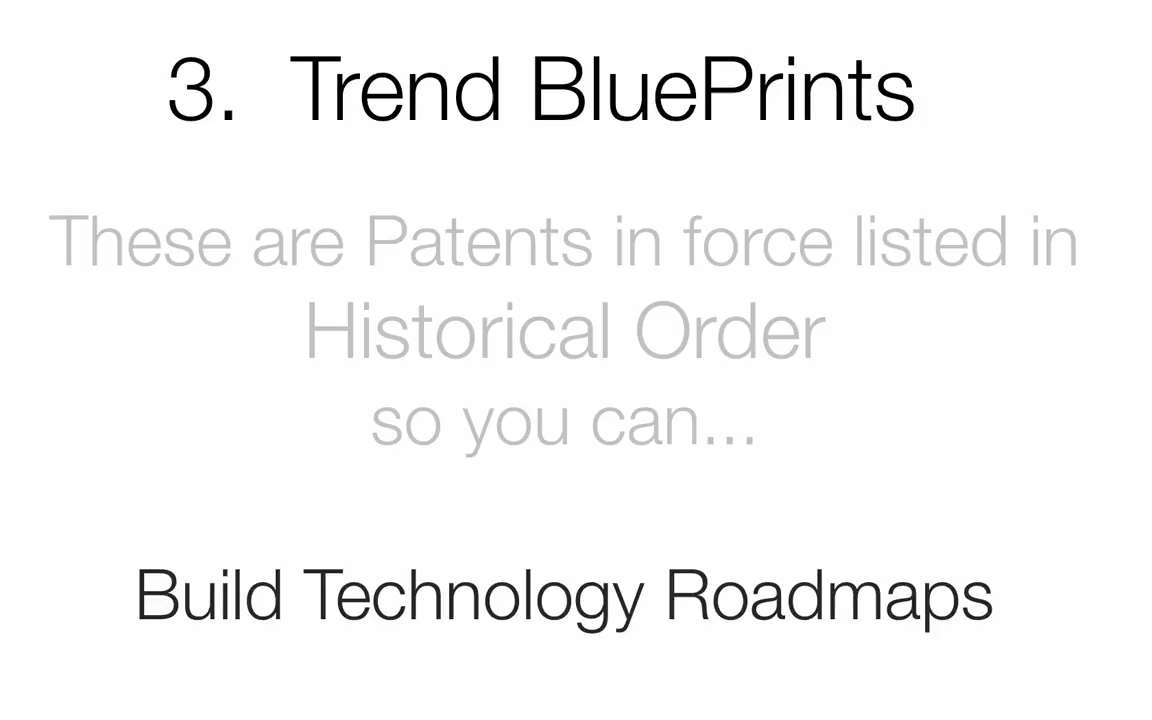 3. Trend BluePrints
These are Patents in force listed in
Historical Order
so you can...
Build Technology Roadmaps